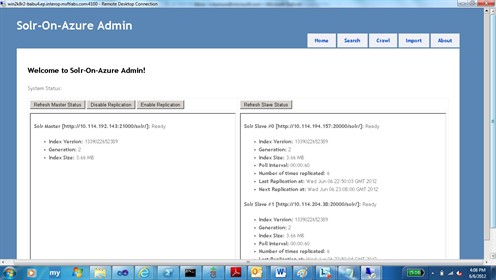 win2k8r2-babu4.ep.interop.msftlabs.com:4100 - Remote Desktop Connection
Solr-On-Azure Admin
Home Search Crawl Import About
Welcome to Solr-On-Azure Admin!
System Status:
Refresh Master Status Disable Replication Enable Replication
Solr Master [http://10.114.192.143:21000/solr/]: Ready
Index Version: 1339022652389
Generation: 2
Index Size: 3.66 MB
Refresh Slave Status
Solr Slave #0 [http://10.114.194.157:20000/solr/]: Ready
Index Version: 1339022652389
Generation: 2
Index Size: 3.66 MB
Poll Interval: 00:00:60
Number of times replicated: 6
Last Replication at: Wed Jun 06 22:50:03 GMT 2012
Next Replication at: Wed Jun 06 23:08:00 GMT 2012
Solr Slave #1 [http://10.114.204.38:20000/solr/]: Ready
Index Version: 1339022652389
Generation: 2
Index Size: 3.66 MB
Poll Interval: 00:00:60
Number of times replicated: 6
my
4:08 PM
6/6/2012